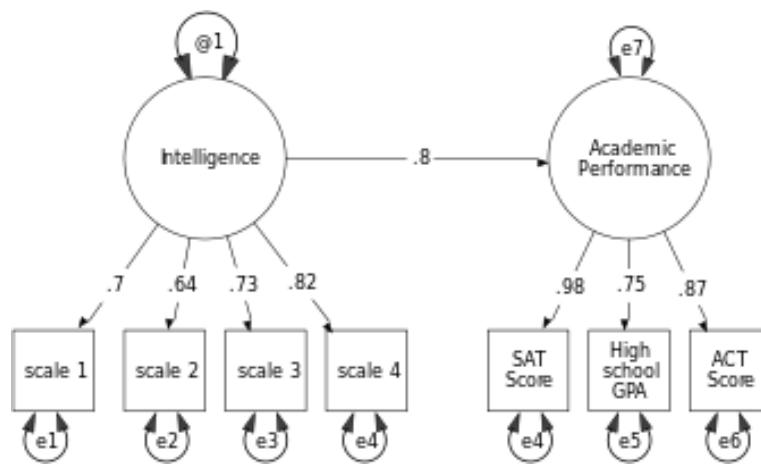 @1
e7
Intelligence
.8
Academic
Performance
.7
.64
.73
.82
.98
.75
.87
scale 1
scale 2
scale 3
scale 4
SAT
Score
High
school
GPA
ACT
Score
e1
e2
e3
e4
e4
e5
e6